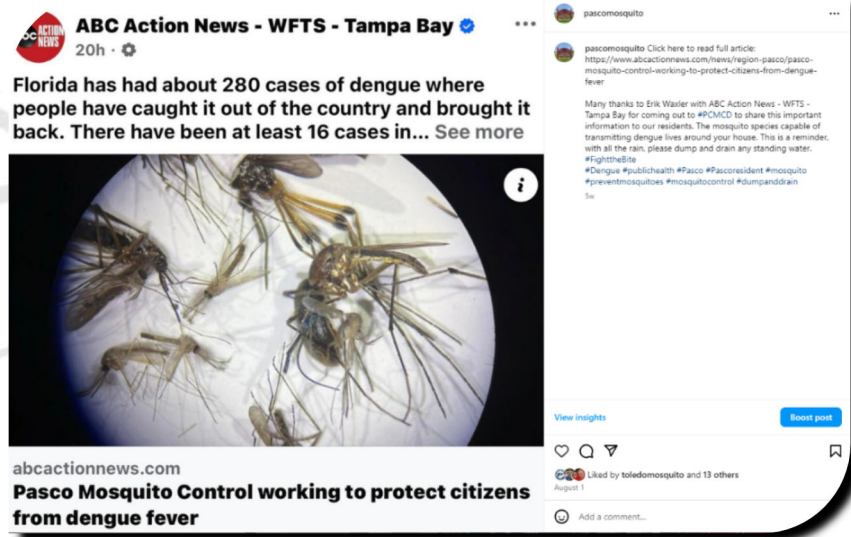 ABC Action News - WFTS - Tampa Bay
20h
Florida has had about 280 cases of dengue where
people have caught it out of the country and brought it
back. There have been at least 16 cases in... See more
abcactionnews.com
Pasco Mosquito Control working to protect citizens
from dengue fever
pascomosquito
pascomosquito Click here to read full article:
https://www.abcactionnews.com/news/region-pasco/pasco-
mosquito-control-working-to-protect-citizens-from-dengue-
fever
Many thanks to Erik Waxler with ABC Action News - WFTS -
Tampa Bay for coming out to #PCMCD to share this important
information to our residents. The mosquito species capable of
transmitting dengue lives around your house. This is a reminder,
with all the rain, please dump and drain any standing water.
#FighttheBite
#Dengue #publichealth #Pasco #Pascoresident #mosquito
#preventmosquitoes #mosquitocontrol #dumpanddrain
5w
View insights
Boost post
Liked by toledomosquito and 13 others
August 1
Add a comment...